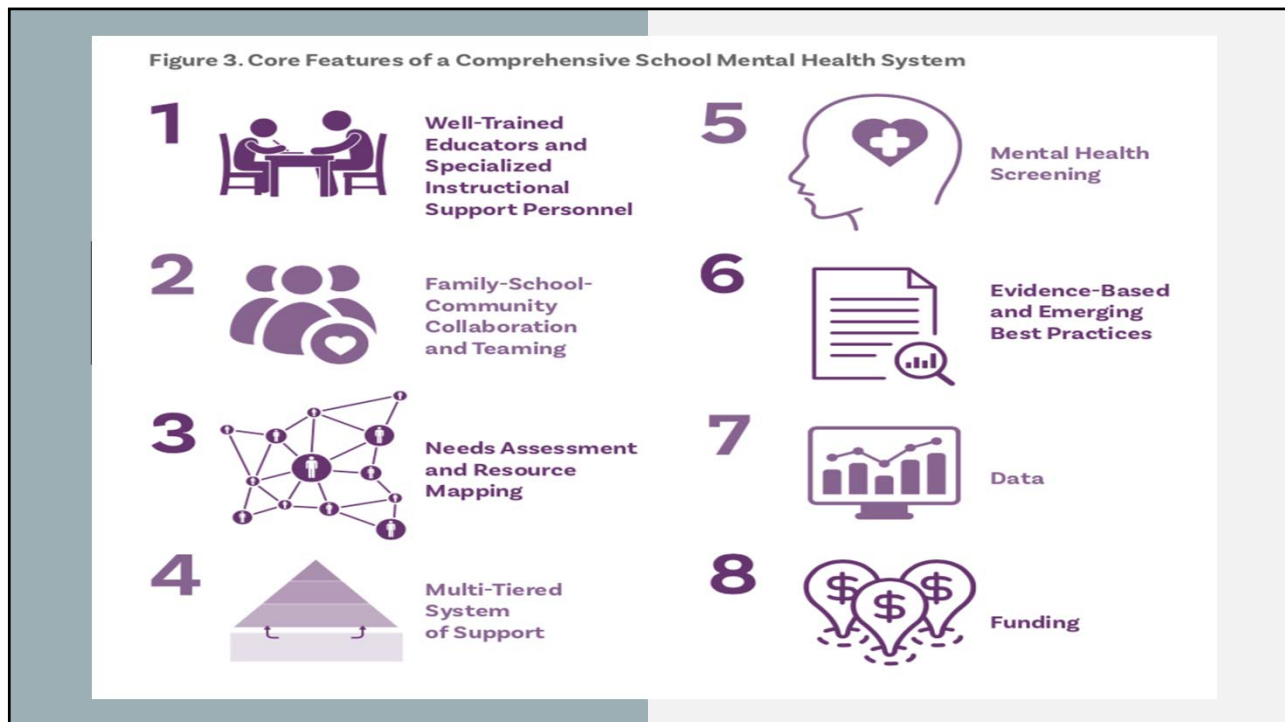 Figure 3. Core Features of a Comprehensive School Mental Health System
1
Well-Trained
Educators and
Specialized
Instructional
Support Personnel
2
Family-School-
Community
Collaboration
and Teaming
3
Needs Assessment
and Resource
Mapping
4
Multi-Tiered
System
of Support
5
Mental Health
Screening
6
Evidence-Based
and Emerging
Best Practices
7
Data
8
$ $ $
Funding